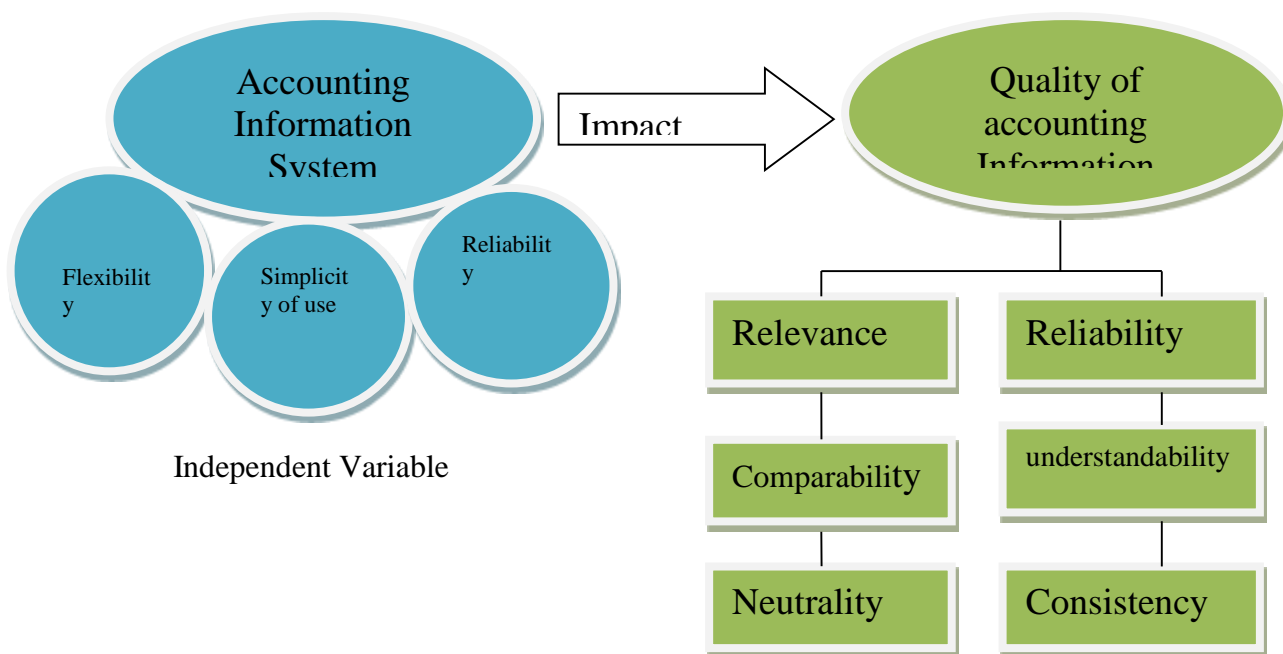 Accounting
Information
System
Impact
Quality of
accounting
Information
Flexibilit
y
Simplicit
y of use
Reliabilit
y
Independent Variable
Relevance
Reliability
Comparability
understandability
Neutrality
Consistency